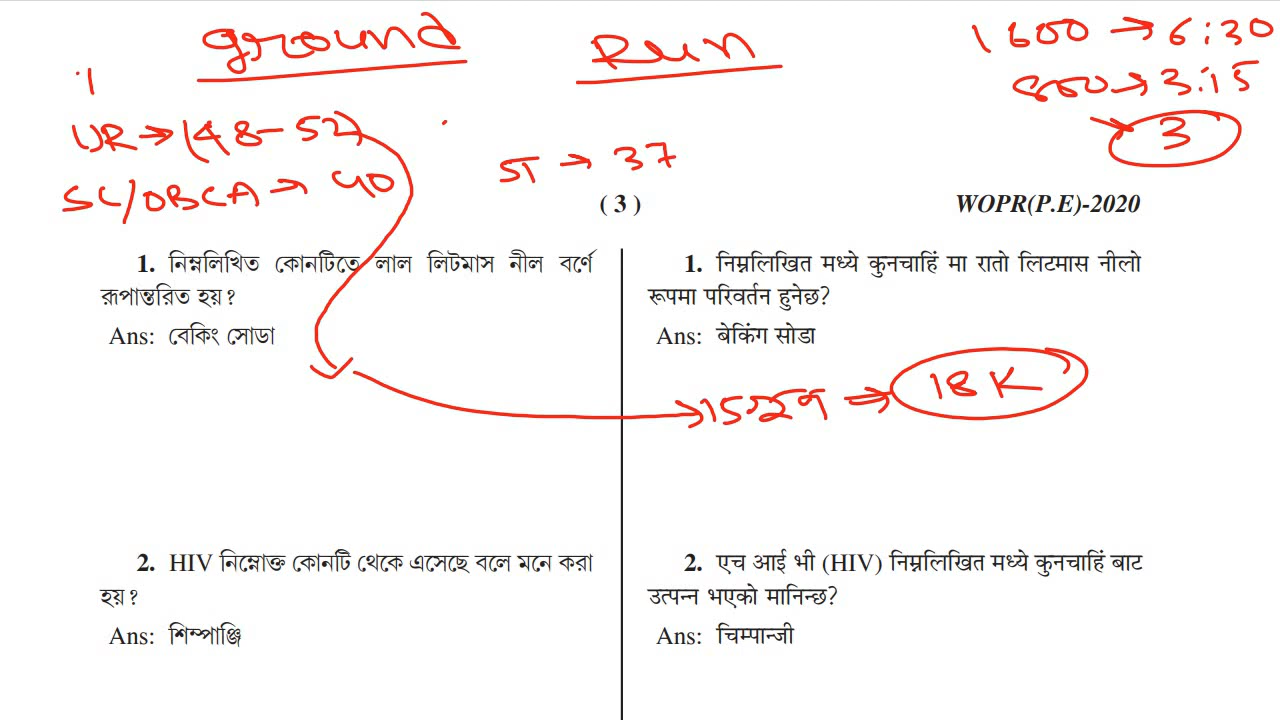 ground Run
1600 → 6:30
800 → 3:15
→ 3
UR → (48-52)
SC/OBCA → 40
ST → 37
( 3 )
WOPR(P.E)-2020
1. নিম্নলিখিত কোনটিতে লাল লিটমাস নীল বর্ণে
রূপান্তরিত হয়?
Ans: বেকিং সোডা
1. निम्नलिखित मध्ये कुनचाहिं मा रातो लिटमास नीलो
रूपमा परिवर्तन हुनेछ?
Ans: बेकिंग सोडा
18K
2. HIV নিম্নোক্ত কোনটি থেকে এসেছে বলে মনে করা
হয়?
Ans: শিম্পাঞ্জি
2. एच आई भी (HIV) निम्नलिखित मध्ये कुनचाहिं बाट
उत्पन्न भएको मानिन्छ?
Ans: चिम्पान्जी